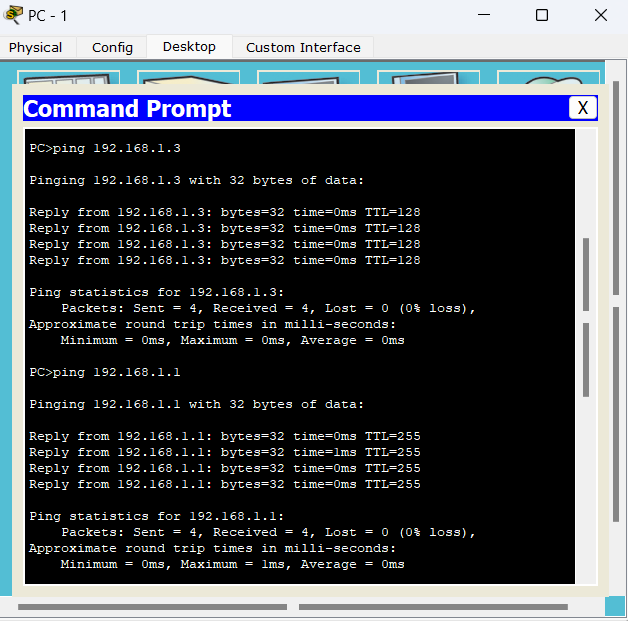 PC - 1
Physical Config Desktop Custom Interface
Command Prompt
X
PC>ping 192.168.1.3
Pinging 192.168.1.3 with 32 bytes of data:
Reply from 192.168.1.3: bytes=32 time=0ms TTL=128
Reply from 192.168.1.3: bytes=32 time=0ms TTL=128
Reply from 192.168.1.3: bytes=32 time=0ms TTL=128
Reply from 192.168.1.3: bytes=32 time=0ms TTL=128
Ping statistics for 192.168.1.3:
Packets: Sent = 4, Received = 4, Lost = 0 (0% loss),
Approximate round trip times in milli-seconds:
Minimum = 0ms, Maximum = 0ms, Average = 0ms
PC>ping 192.168.1.1
Pinging 192.168.1.1 with 32 bytes of data:
Reply from 192.168.1.1: bytes=32 time=0ms TTL=255
Reply from 192.168.1.1: bytes=32 time=1ms TTL=255
Reply from 192.168.1.1: bytes=32 time=0ms TTL=255
Reply from 192.168.1.1: bytes=32 time=0ms TTL=255
Ping statistics for 192.168.1.1:
Packets: Sent = 4, Received = 4, Lost = 0 (0% loss),
Approximate round trip times in milli-seconds:
Minimum = 0ms, Maximum = 1ms, Average = 0ms